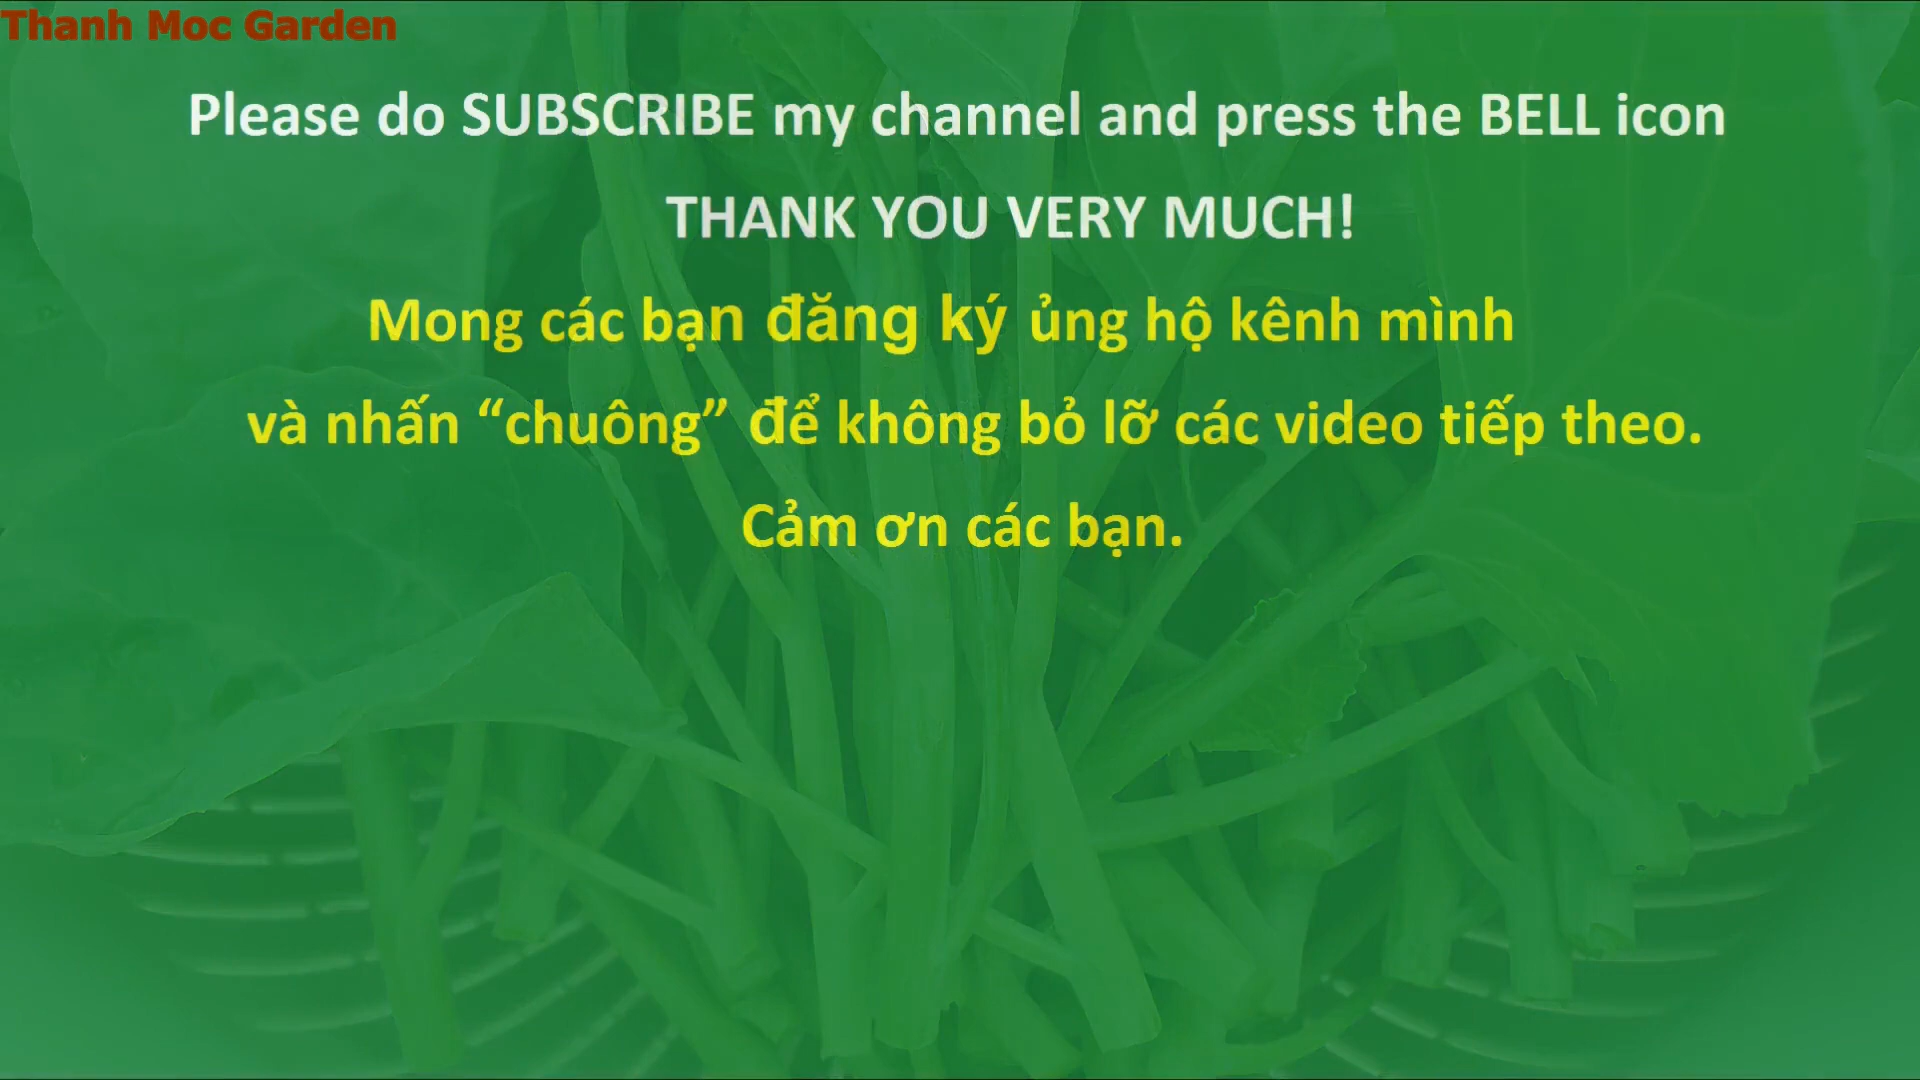 Thanh Moc Garden
Please do SUBSCRIBE my channel and press the BELL icon
THANK YOU VERY MUCH!
Mong các bạn đăng ký ủng hộ kênh mình
và nhấn “chuông” để không bỏ lỡ các video tiếp theo.
Cảm ơn các bạn.